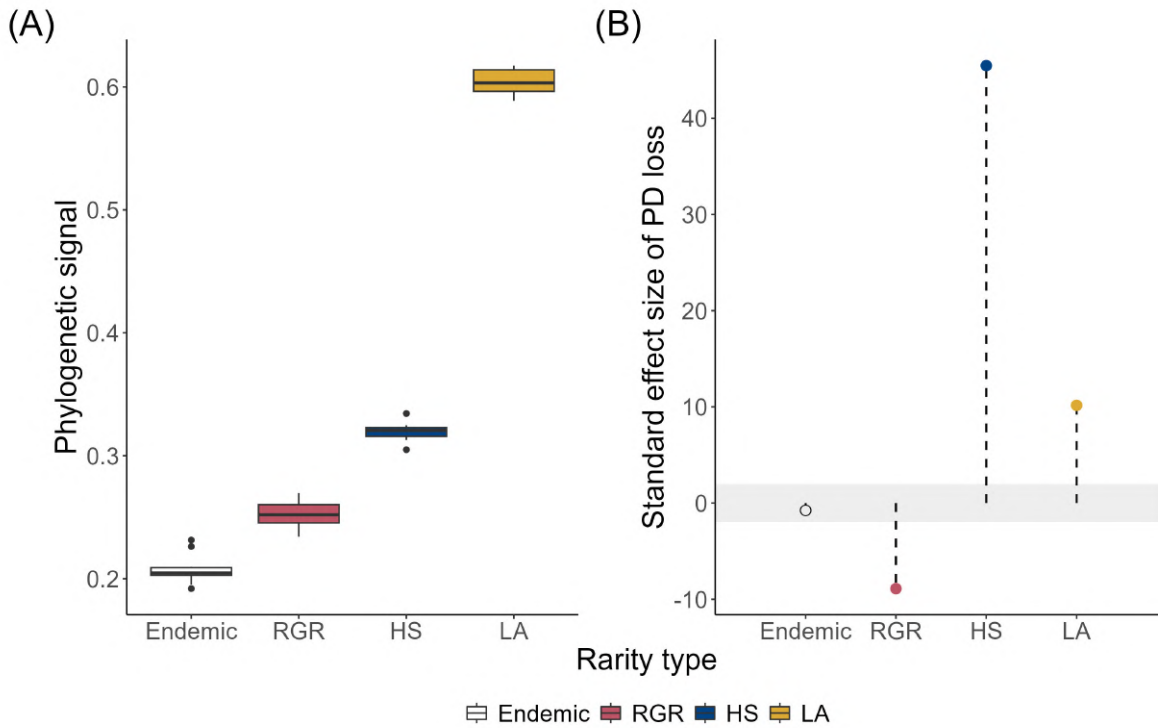 (A)
Phylogenetic signal
0.6
0.5
0.4
0.3
0.2
Endemic RGR HS LA
(B)
Standard effect size of PD loss
40
30
20
10
0
-10
Endemic RGR HS LA
Rarity type
Endemic RGR HS LA